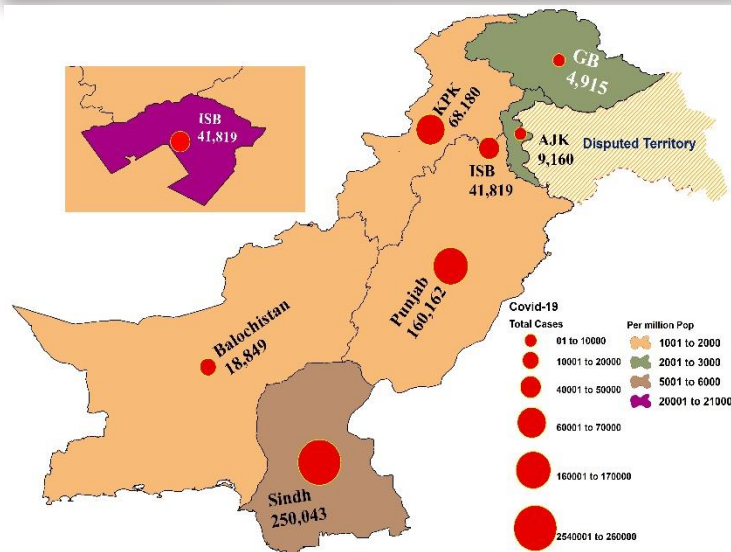 ISB
41,819
GB
4,915
KPK
68.180
AJK
9,160
Disputed Territory
ISB
41,819
Punjab
160,162
Balochistan
18,849
Sindh
250,043
Covid-19
Total Cases
01 to 10000
10001 to 20000
40001 to 50000
60001 to 70000
160001 to 170000
2540001 to 260000
Per million Pop
1001 to 2000
2001 to 3000
5001 to 6000
20001 to 21000